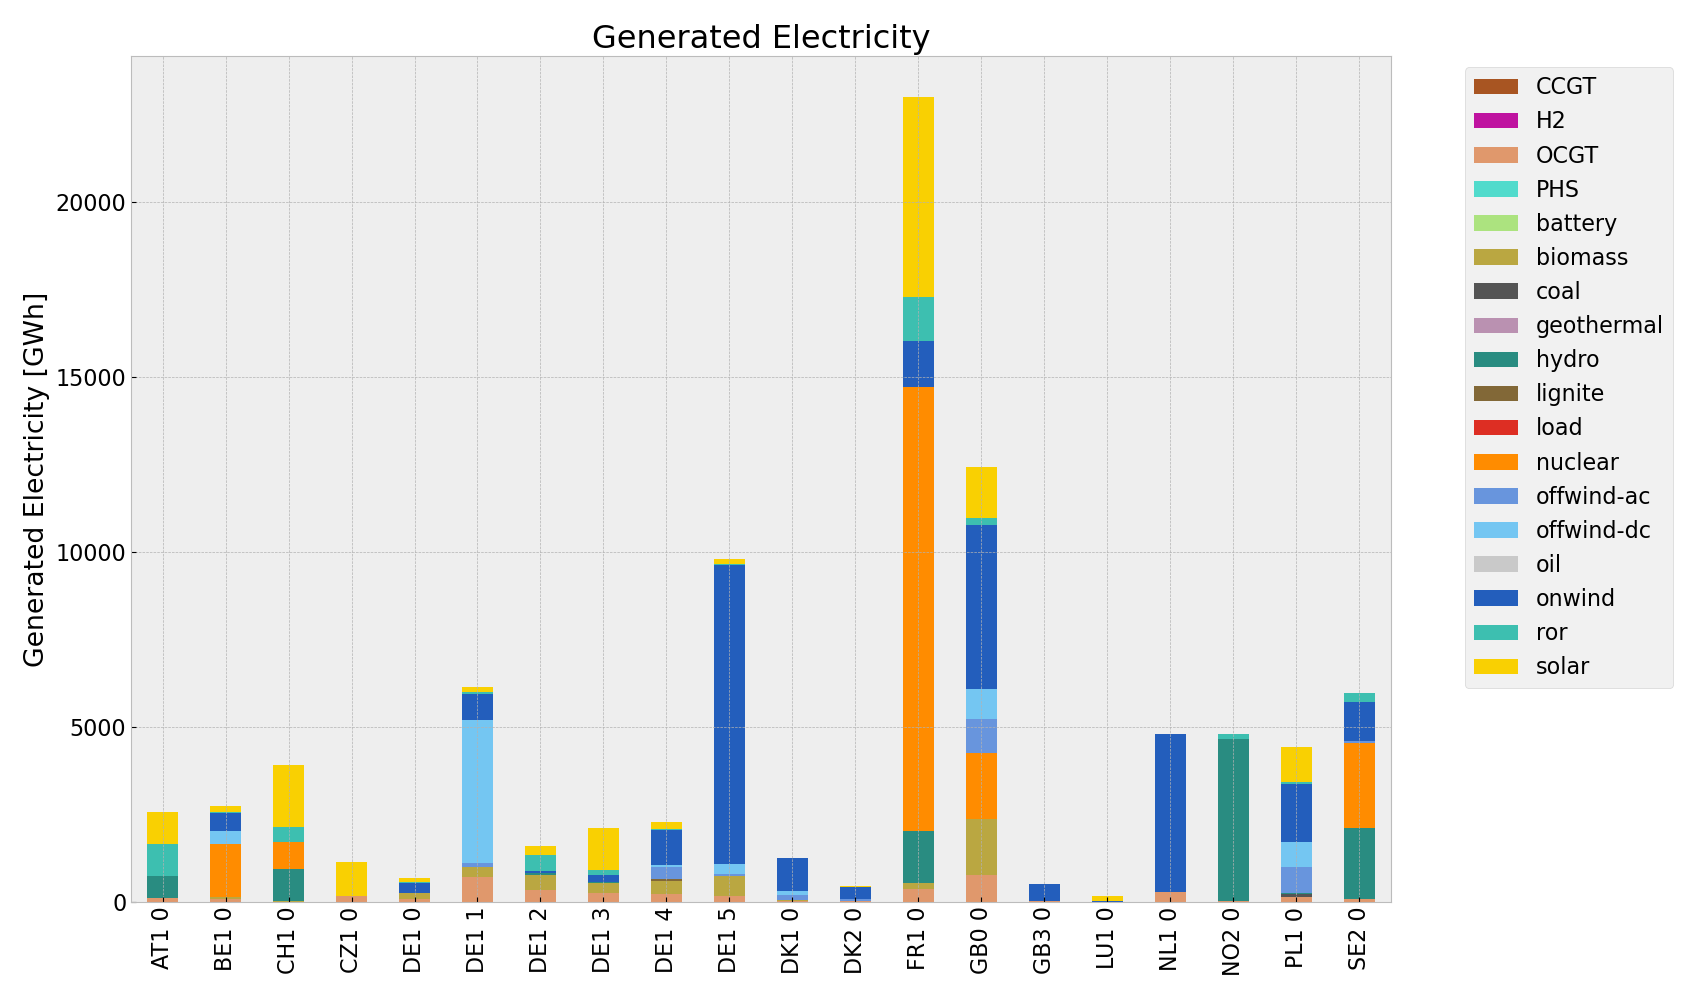 Generated Electricity
Generated Electricity [GWh]
20000
15000
10000
5000
0
AT1 0
BE1 0
CH1 0
CZ1 0
DE1 0
DE1 1
DE1 2
DE1 3
DE1 4
DE1 5
DK1 0
DK2 0
FR1 0
GB0 0
GB3 0
LU1 0
NL1 0
NO2 0
PL1 0
SE2 0
CCGT
H2
OCGT
PHS
battery
biomass
coal
geothermal
hydro
lignite
load
nuclear
offwind-ac
offwind-dc
oil
onwind
ror
solar